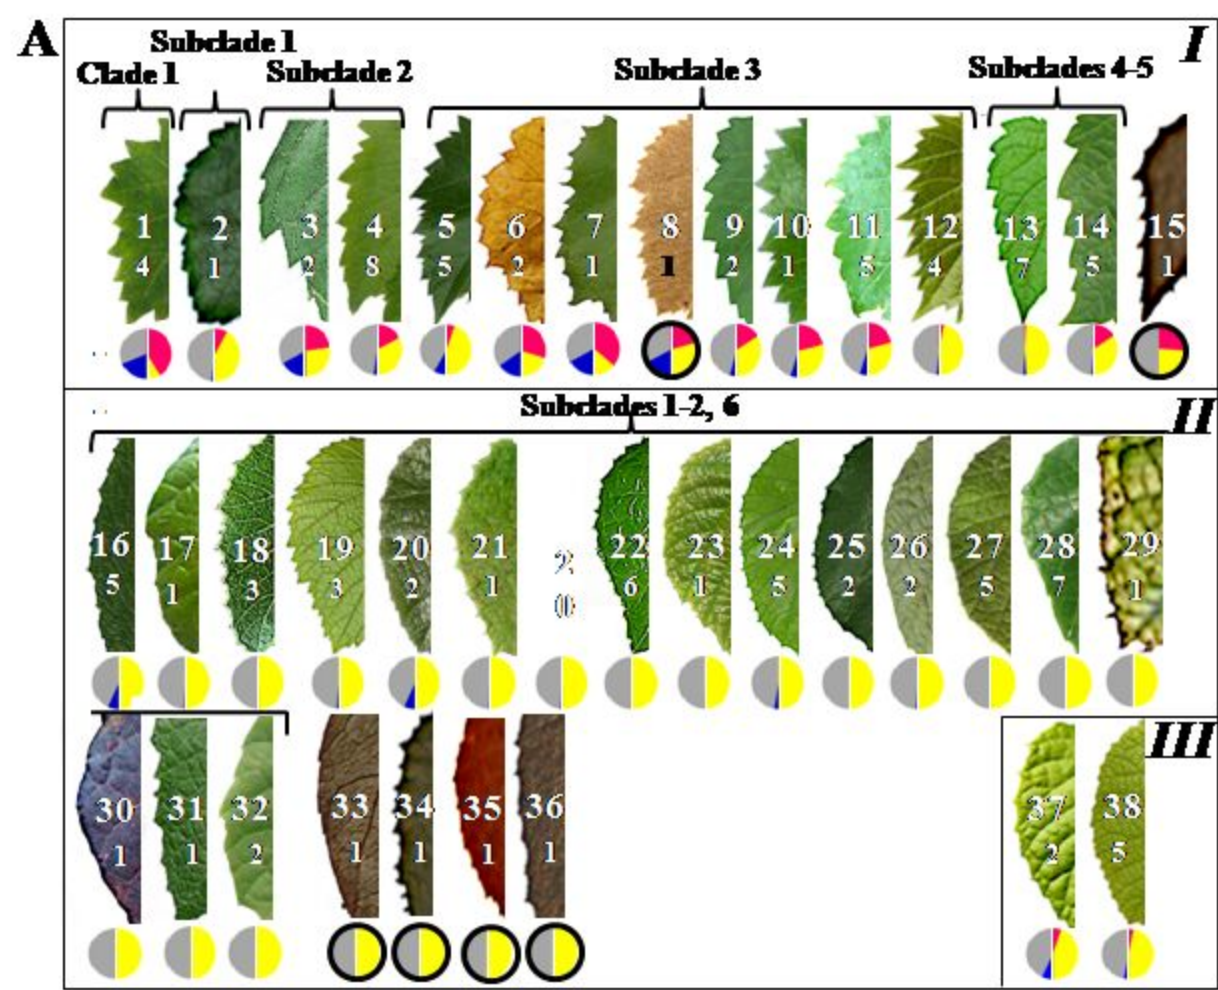 A
I
Subclade 1
Clade 1
Subclade 2
Subclade 3
Subclades 4-5
1 2 3 4 5 6 7 8 9 10 11 12 13 14 15
4 1 2 8 5 2 1 1 2 1 5 4 7 5 1
II
Subclades 1-2, 6
16 17 18 19 20 21 22 23 24 25 26 27 28 29
5 1 3 3 2 1 6 1 5 2 2 5 7 1
III
30 31 32 33 34 35 36 37 38
1 1 2 1 1 1 1 2 5